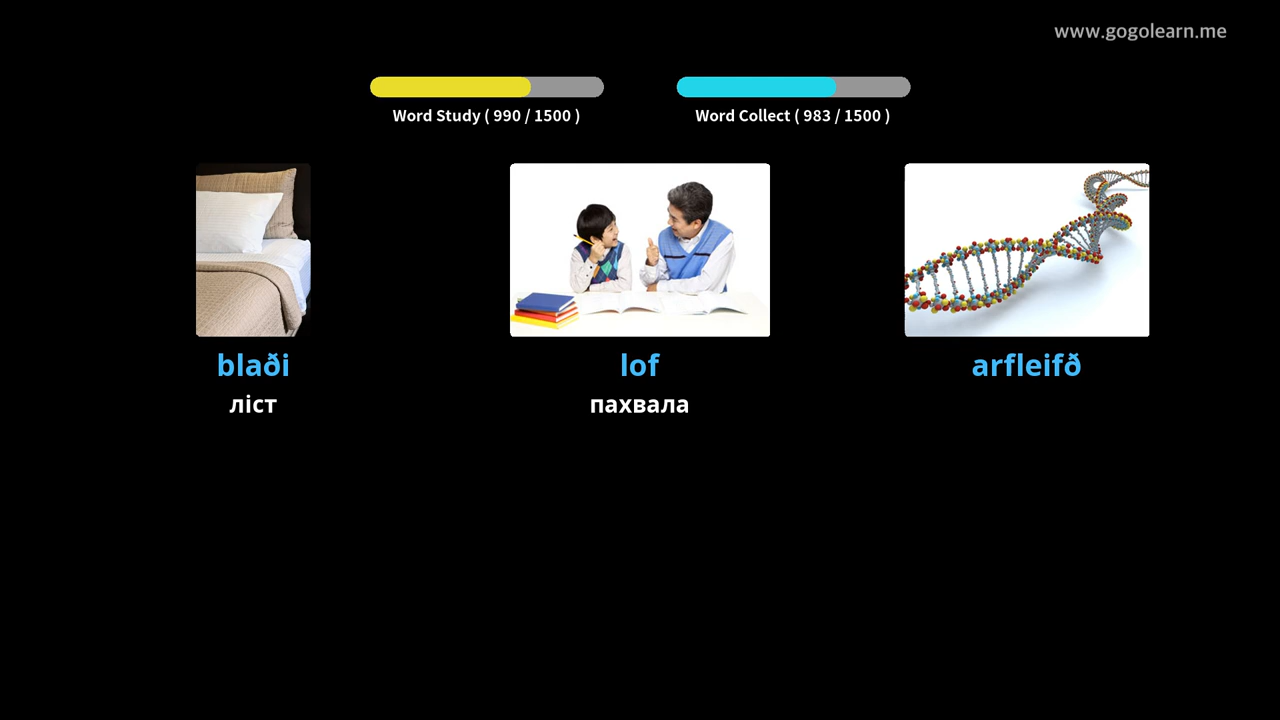 www.gogolearn.me
Word Study ( 990 / 1500 )
Word Collect ( 983 / 1500 )
blaði
lof
arfleifð
ліст
пахвала